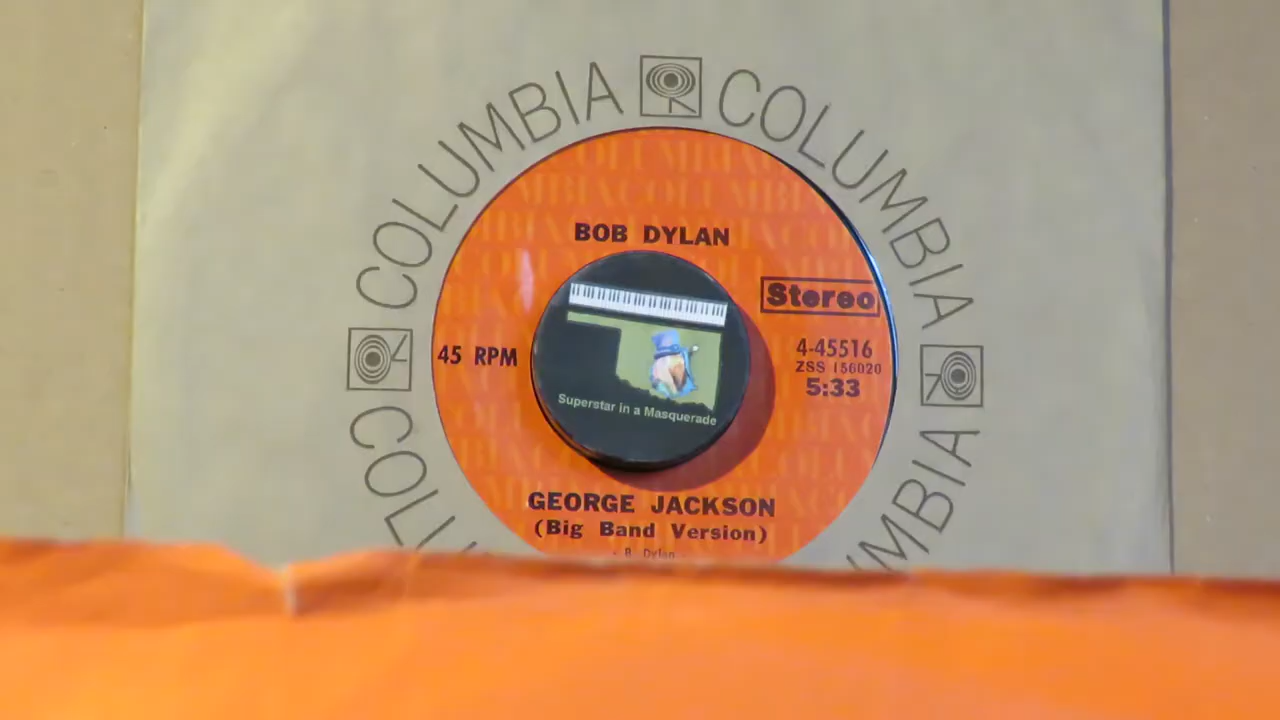 COLUMBIA COLUMBIA
COLUMBIA
BOB DYLAN
Stereo
45 RPM
4-45516
ZSS 156020
5:33
Superstar in a Masquerade
GEORGE JACKSON
(Big Band Version)
- B. Dylan -